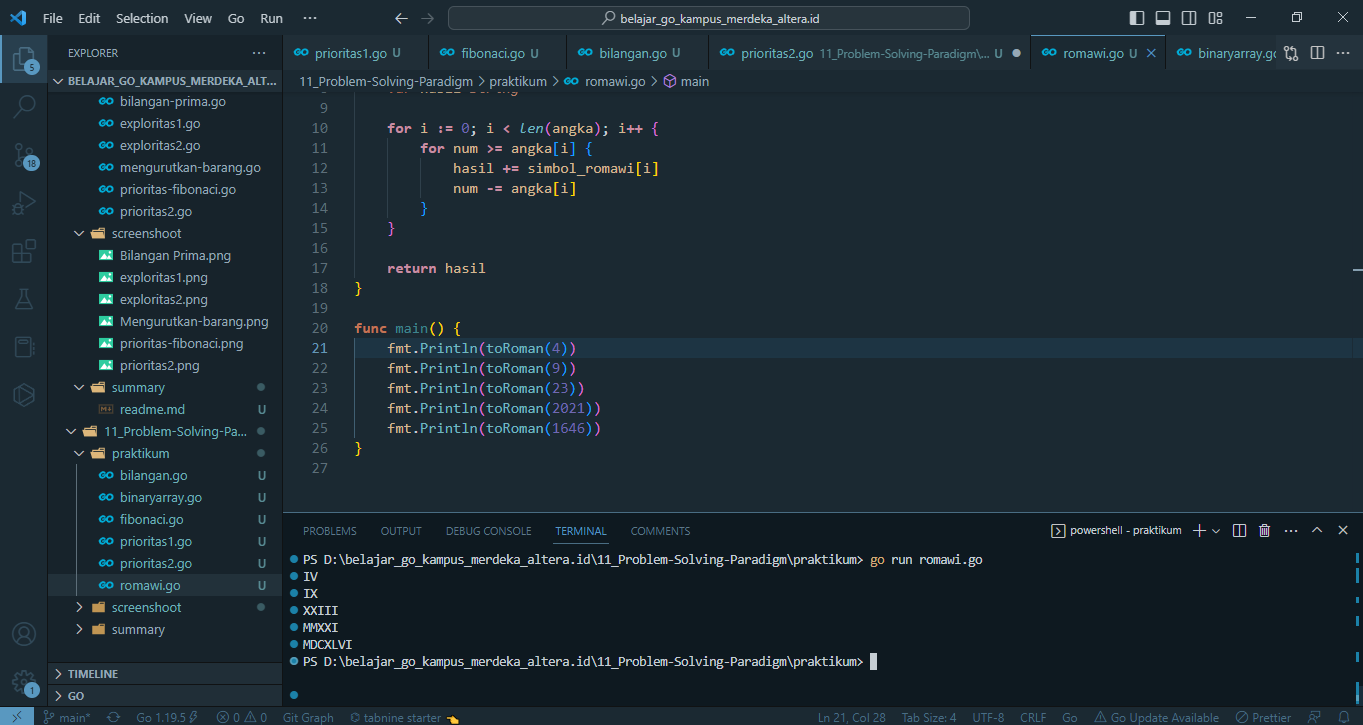 File Edit Selection View Go Run ··· belajar_go_kampus_merdeka_altera.id
EXPLORER
BELAJAR_GO_KAMPUS_MERDEKA_ALT...
bilangan-prima.go
exploritas1.go
exploritas2.go
mengurutkan-barang.go
prioritas-fibonaci.go
prioritas2.go
screenshoot
Bilangan Prima.png
exploritas1.png
exploritas2.png
Mengurutkan-barang.png
prioritas-fibonaci.png
prioritas2.png
summary
readme.md U
11_Problem-Solving-Pa...
praktikum
bilangan.go U
binaryarray.go U
fibonaci.go U
prioritas1.go U
prioritas2.go U
romawi.go U
screenshoot
summary
TIMELINE
GO
5
18
1
prioritas1.go U fibonaci.go U bilangan.go U prioritas2.go 11_Problem-Solving-Paradigm\... U romawi.go U binaryarray.go
11_Problem-Solving-Paradigm > praktikum > romawi.go > main
9
10 for i := 0; i < len(angka); i++ {
11 for num >= angka[i] {
12 hasil += simbol_romawi[i]
13 num -= angka[i]
14 }
15 }
16
17 return hasil
18 }
19
20 func main() {
21 fmt.Println(toRoman(4))
22 fmt.Println(toRoman(9))
23 fmt.Println(toRoman(23))
24 fmt.Println(toRoman(2021))
25 fmt.Println(toRoman(1646))
26 }
27
PROBLEMS OUTPUT DEBUG CONSOLE TERMINAL COMMENTS powershell - praktikum
PS D:\belajar_go_kampus_merdeka_altera.id\11_Problem-Solving-Paradigm\praktikum> go run romawi.go
IV
IX
XXIII
MMXXI
MDCXLVI
PS D:\belajar_go_kampus_merdeka_altera.id\11_Problem-Solving-Paradigm\praktikum>
main* Go 1.19.5 0 0 Git Graph tabnine starter Ln 21, Col 28 Tab Size: 4 UTF-8 CRLF Go Go Update Available Prettier